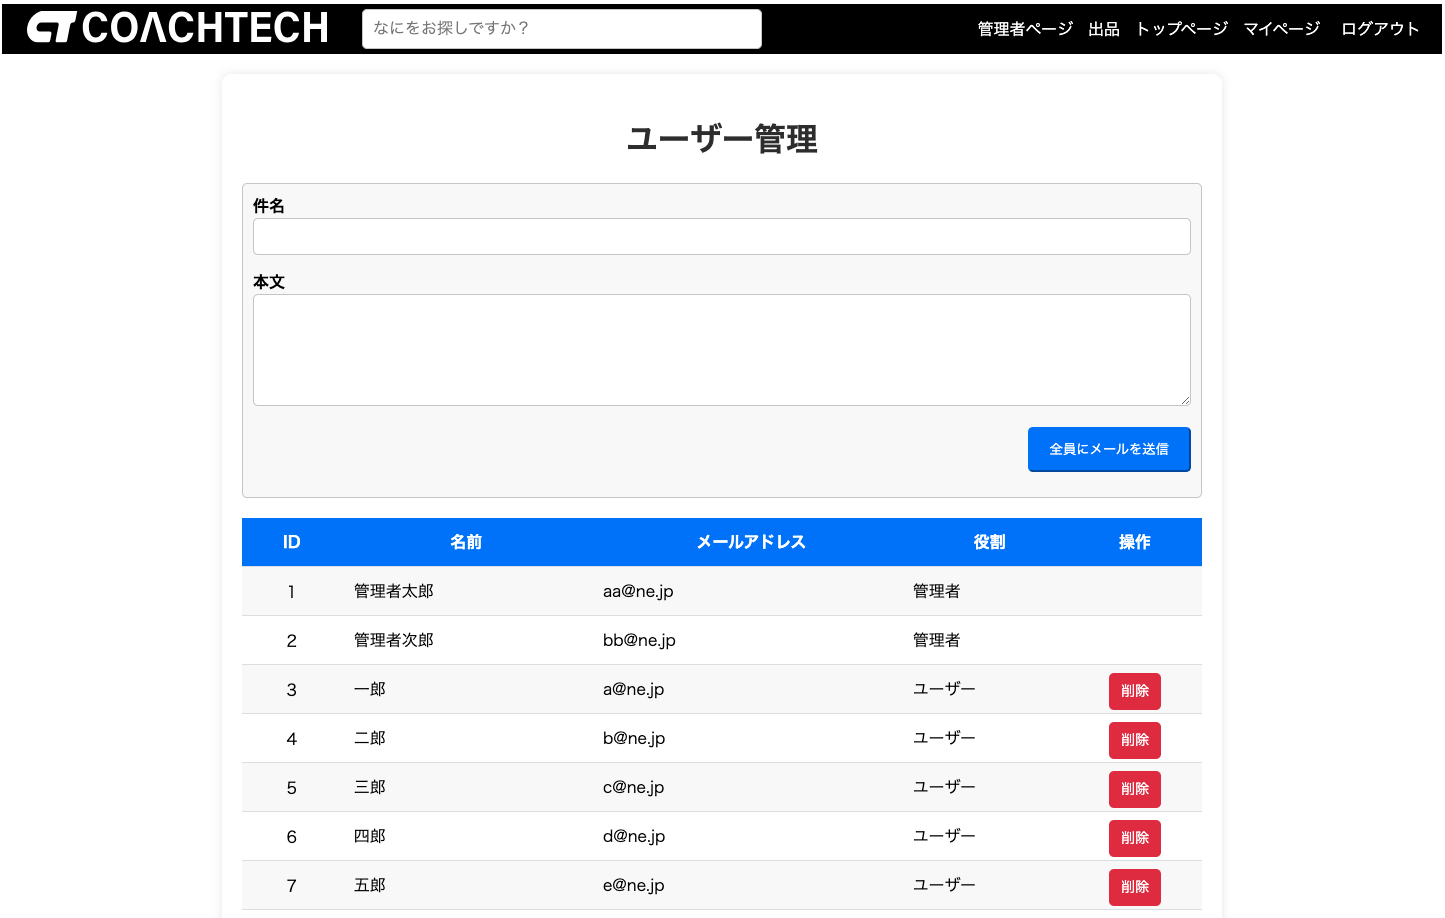 COACHTECH なにをお探しですか？ 管理者ページ 出品 トップページ マイページ ログアウト
ユーザー管理
件名
本文
全員にメールを送信
ID 名前 メールアドレス 役割 操作
1 管理者太郎 aa@ne.jp 管理者
2 管理者次郎 bb@ne.jp 管理者
3 一郎 a@ne.jp ユーザー 削除
4 二郎 b@ne.jp ユーザー 削除
5 三郎 c@ne.jp ユーザー 削除
6 四郎 d@ne.jp ユーザー 削除
7 五郎 e@ne.jp ユーザー 削除